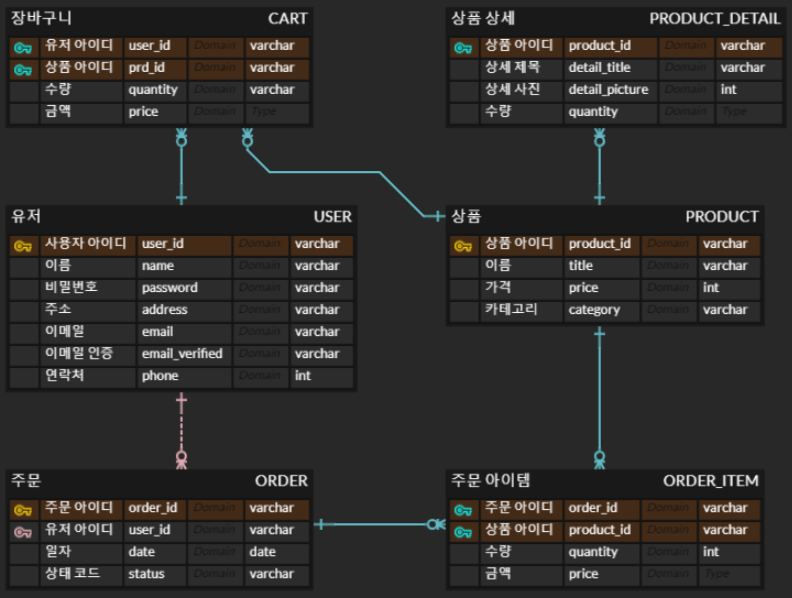 장바구니 CART
유저 아이디 user_id Domain varchar
상품 아이디 prd_id Domain varchar
수량 quantity Domain varchar
금액 price Domain Type
상품 상세 PRODUCT_DETAIL
상품 아이디 product_id Domain varchar
상세 제목 detail_title Domain varchar
상세 사진 detail_picture Domain int
수량 quantity Domain Type
유저 USER
사용자 아이디 user_id Domain varchar
이름 name Domain varchar
비밀번호 password Domain varchar
주소 address Domain varchar
이메일 email Domain varchar
이메일 인증 email_verified Domain varchar
연락처 phone Domain int
상품 PRODUCT
상품 아이디 product_id Domain varchar
이름 title Domain varchar
가격 price Domain int
카테고리 category Domain varchar
주문 ORDER
주문 아이디 order_id Domain varchar
유저 아이디 user_id Domain varchar
일자 date Domain date
상태 코드 status Domain varchar
주문 아이템 ORDER_ITEM
주문 아이디 order_id Domain varchar
상품 아이디 product_id Domain varchar
수량 quantity Domain int
금액 price Domain Type